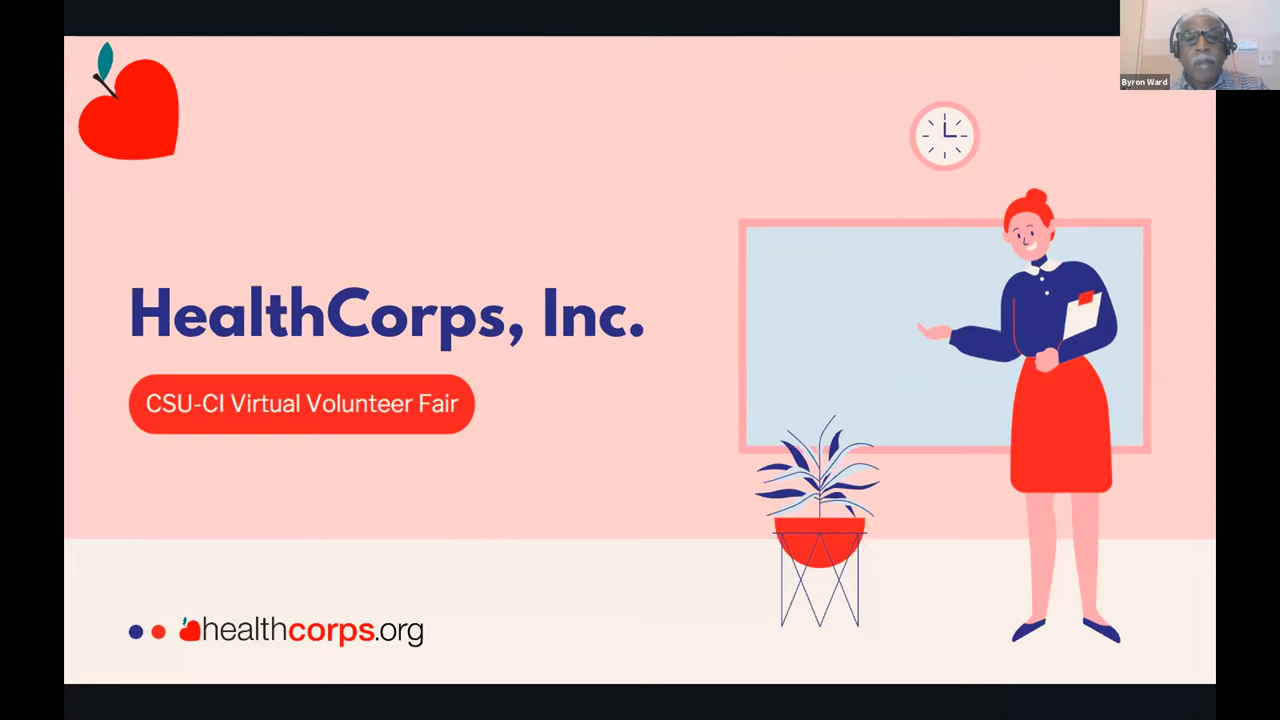 Byron Ward
HealthCorps, Inc.
CSU-CI Virtual Volunteer Fair
healthcorps.org